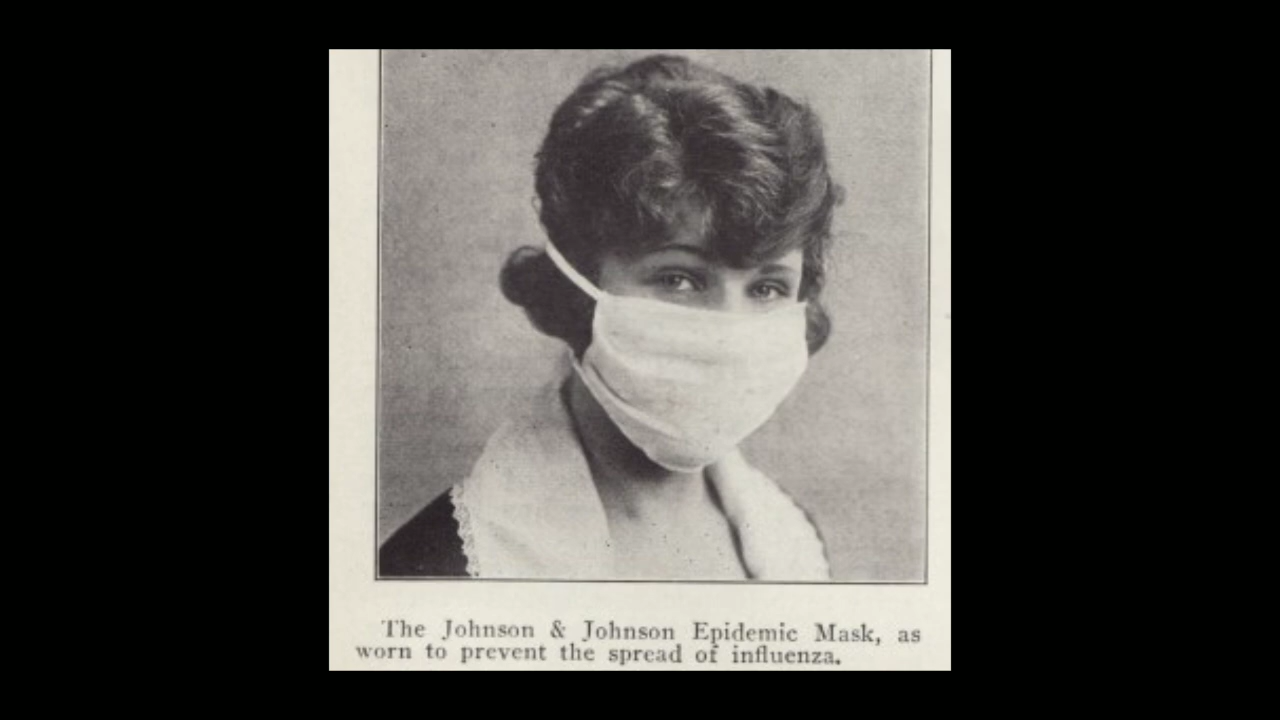 The Johnson & Johnson Epidemic Mask, as
worn to prevent the spread of influenza.